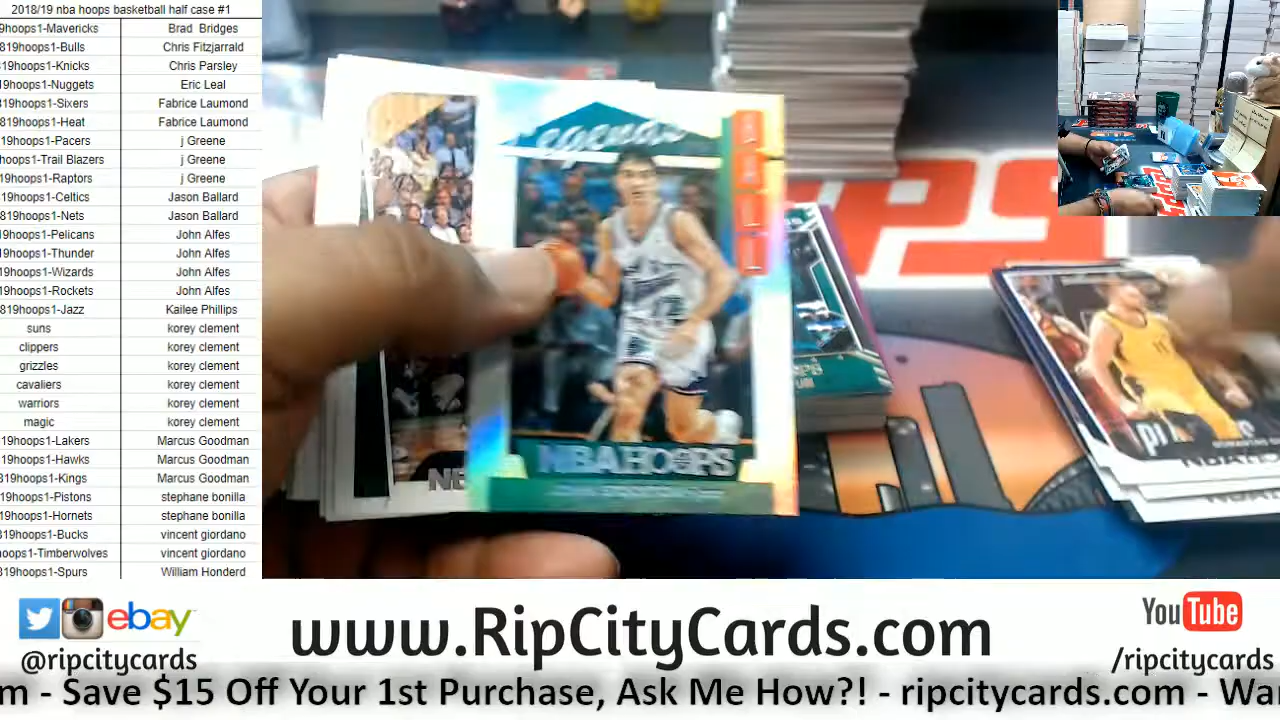 2018/19 nba hoops basketball half case #1
9hoops1-Mavericks Brad Bridges
819hoops1-Bulls Chris Fitzjarrald
19hoops1-Knicks Chris Parsley
19hoops1-Nuggets Eric Leal
819hoops1-Sixers Fabrice Laumond
819hoops1-Heat Fabrice Laumond
19hoops1-Pacers j Greene
hoops1-Trail Blazers j Greene
19hoops1-Raptors j Greene
19hoops1-Celtics Jason Ballard
819hoops1-Nets Jason Ballard
19hoops1-Pelicans John Alfes
19hoops1-Thunder John Alfes
19hoops1-Wizards John Alfes
19hoops1-Rockets John Alfes
819hoops1-Jazz Kailee Phillips
suns korey clement
clippers korey clement
grizzles korey clement
cavaliers korey clement
warriors korey clement
magic korey clement
819hoops1-Lakers Marcus Goodman
19hoops1-Hawks Marcus Goodman
819hoops1-Kings Marcus Goodman
19hoops1-Pistons stephane bonilla
19hoops1-Hornets stephane bonilla
819hoops1-Bucks vincent giordano
oops1-Timberwolves vincent giordano
819hoops1-Spurs William Honderd
NBA HOOPS
ebay
@ripcitycards
www.RipCityCards.com
YouTube
/ripcitycards
m - Save $15 Off Your 1st Purchase, Ask Me How?! - ripcitycards.com - Wa